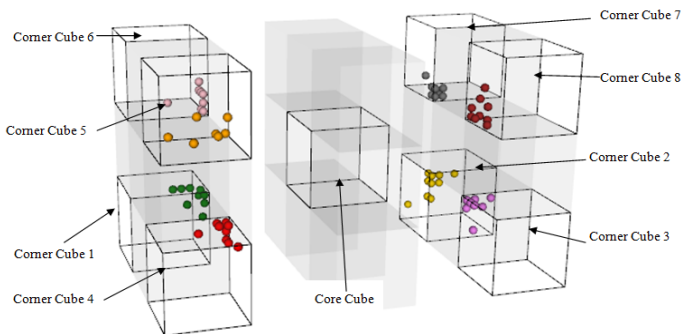 Corner Cube 7
Corner Cube 6
Corner Cube 8
Corner Cube 5
Corner Cube 2
Corner Cube 3
Corner Cube 1
Corner Cube 4
Core Cube